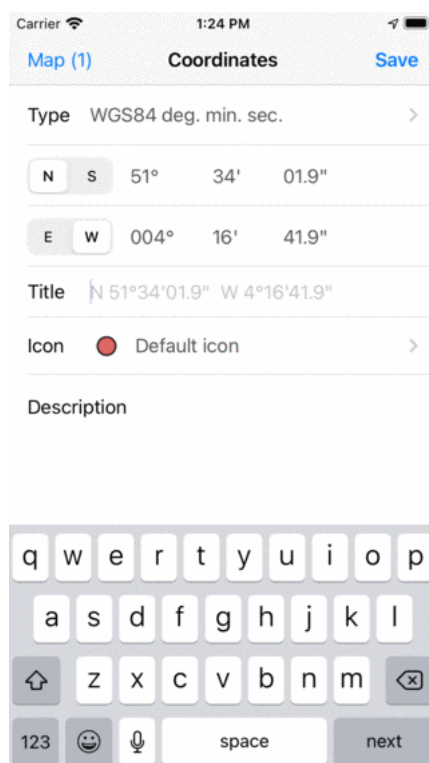 Carrier 1:24 PM
Map (1) Coordinates Save
Type WGS84 deg. min. sec.
N S 51° 34' 01.9"
E W 004° 16' 41.9"
Title N 51°34'01.9" W 4°16'41.9"
Icon Default icon
Description
q w e r t y u i o p
a s d f g h j k l
z x c v b n m
123 space next